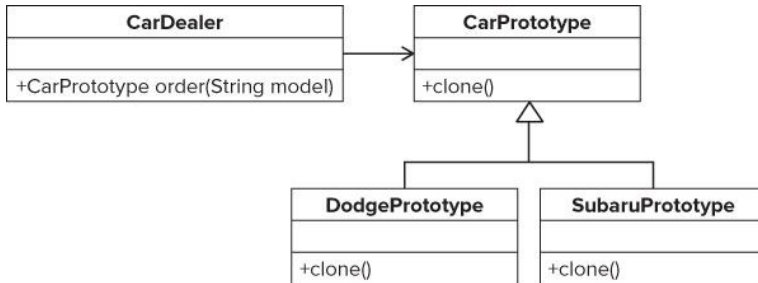 CarDealer
+CarPrototype order(String model)
CarPrototype
+clone()
DodgePrototype
+clone()
SubaruPrototype
+clone()